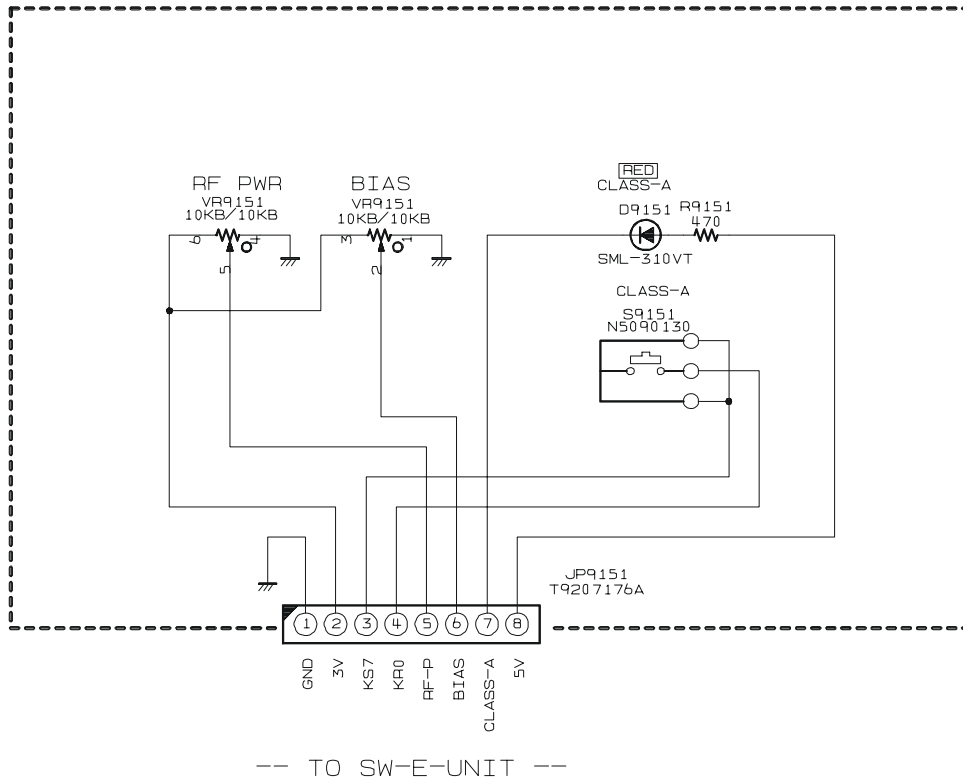 RF PWR
VR9151
10KB/10KB
6
4
5
BIAS
VR9151
10KB/10KB
3
1
2
RED
CLASS-A
D9151
R9151
470
SML-310VT
CLASS-A
S9151
N5090130
JP9151
T9207176A
1 2 3 4 5 6 7 8
GND
3V
KS7
KR0
RF-P
BIAS
CLASS-A
5V
-- TO SW-E-UNIT --